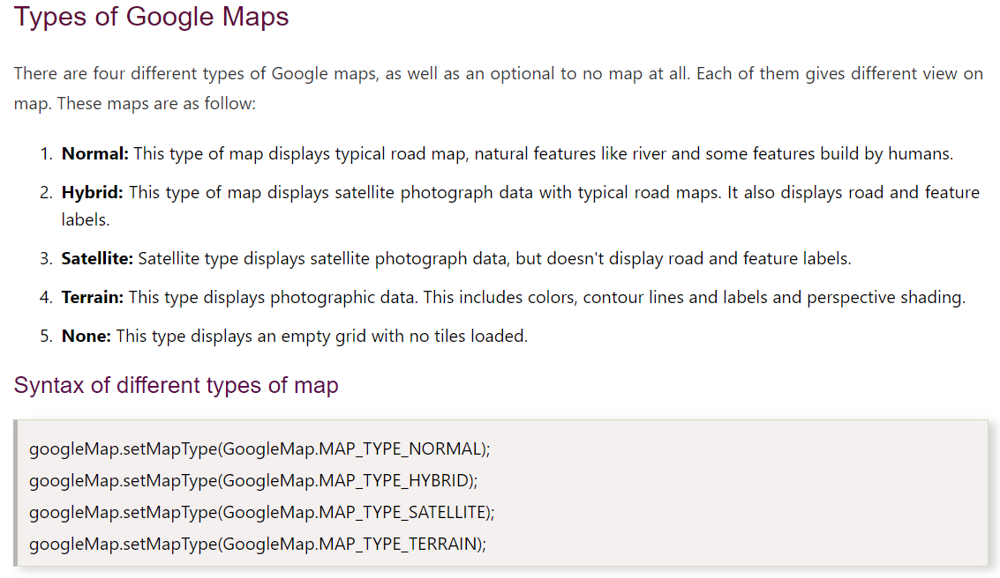 Types of Google Maps
There are four different types of Google maps, as well as an optional to no map at all. Each of them gives different view on
map. These maps are as follow:
1. Normal: This type of map displays typical road map, natural features like river and some features build by humans.
2. Hybrid: This type of map displays satellite photograph data with typical road maps. It also displays road and feature
labels.
3. Satellite: Satellite type displays satellite photograph data, but doesn't display road and feature labels.
4. Terrain: This type displays photographic data. This includes colors, contour lines and labels and perspective shading.
5. None: This type displays an empty grid with no tiles loaded.
Syntax of different types of map
googleMap.setMapType(GoogleMap.MAP_TYPE_NORMAL);
googleMap.setMapType(GoogleMap.MAP_TYPE_HYBRID);
googleMap.setMapType(GoogleMap.MAP_TYPE_SATELLITE);
googleMap.setMapType(GoogleMap.MAP_TYPE_TERRAIN);